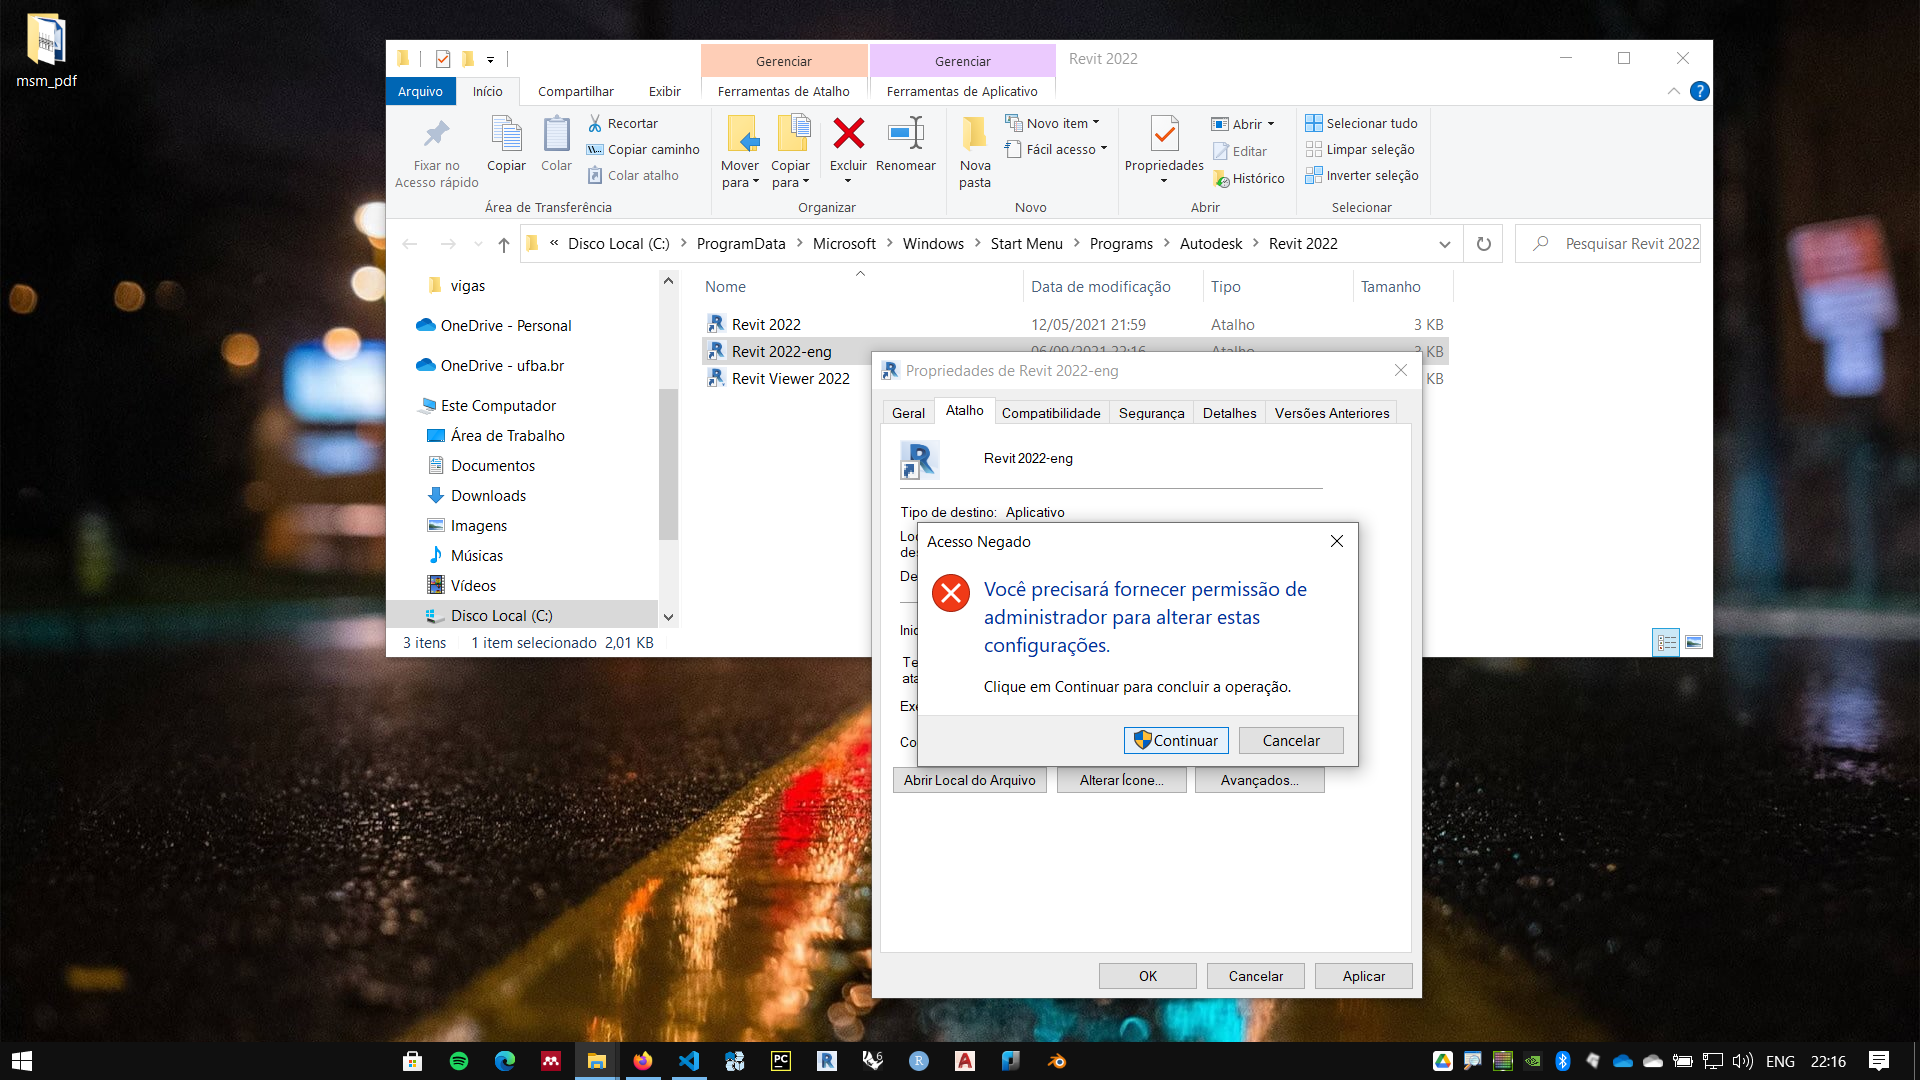 msm_pdf
Gerenciar
Gerenciar
Revit 2022
Arquivo
Início
Compartilhar
Exibir
Ferramentas de Atalho
Ferramentas de Aplicativo
?
Fixar no
Acesso rápido
Copiar
Colar
Recortar
Copiar caminho
Colar atalho
Área de Transferência
Mover
para
Copiar
para
Excluir
Renomear
Organizar
Nova
pasta
Novo item
Fácil acesso
Novo
Propriedades
Abrir
Editar
Histórico
Abrir
Selecionar tudo
Limpar seleção
Inverter seleção
Selecionar
« Disco Local (C:) > ProgramData > Microsoft > Windows > Start Menu > Programs > Autodesk > Revit 2022
Pesquisar Revit 2022
vigas
OneDrive - Personal
OneDrive - ufba.br
Este Computador
Área de Trabalho
Documentos
Downloads
Imagens
Músicas
Vídeos
Disco Local (C:)
Nome
Data de modificação
Tipo
Tamanho
Revit 2022
12/05/2021 21:59
Atalho
3 KB
Revit 2022-eng
06/09/2021 22:16
Atalho
3 KB
Revit Viewer 2022
KB
3 itens
1 item selecionado 2,01 KB
Propriedades de Revit 2022-eng
Geral
Atalho
Compatibilidade
Segurança
Detalhes
Versões Anteriores
Revit 2022-eng
Tipo de destino: Aplicativo
Acesso Negado
Você precisará fornecer permissão de
administrador para alterar estas
configurações.
Clique em Continuar para concluir a operação.
Continuar
Cancelar
Abrir Local do Arquivo
Alterar Ícone...
Avançados...
OK
Cancelar
Aplicar
PC
R
R
A
ENG
22:16